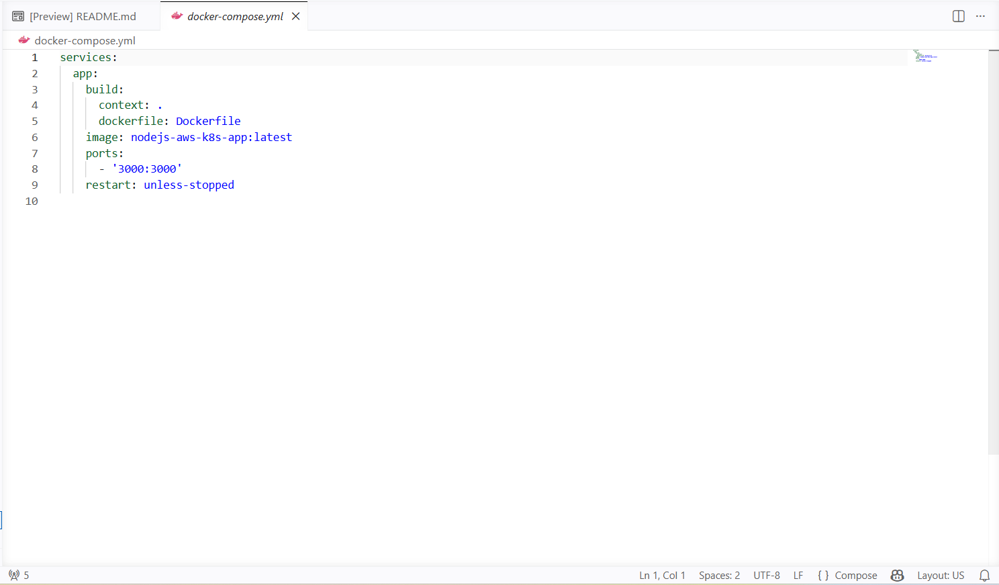 [Preview] README.md
docker-compose.yml
docker-compose.yml
1 services:
2   app:
3     build:
4       context: .
5       dockerfile: Dockerfile
6     image: nodejs-aws-k8s-app:latest
7     ports:
8       - '3000:3000'
9     restart: unless-stopped
10
5 Ln 1, Col 1 Spaces: 2 UTF-8 LF { } Compose Layout: US